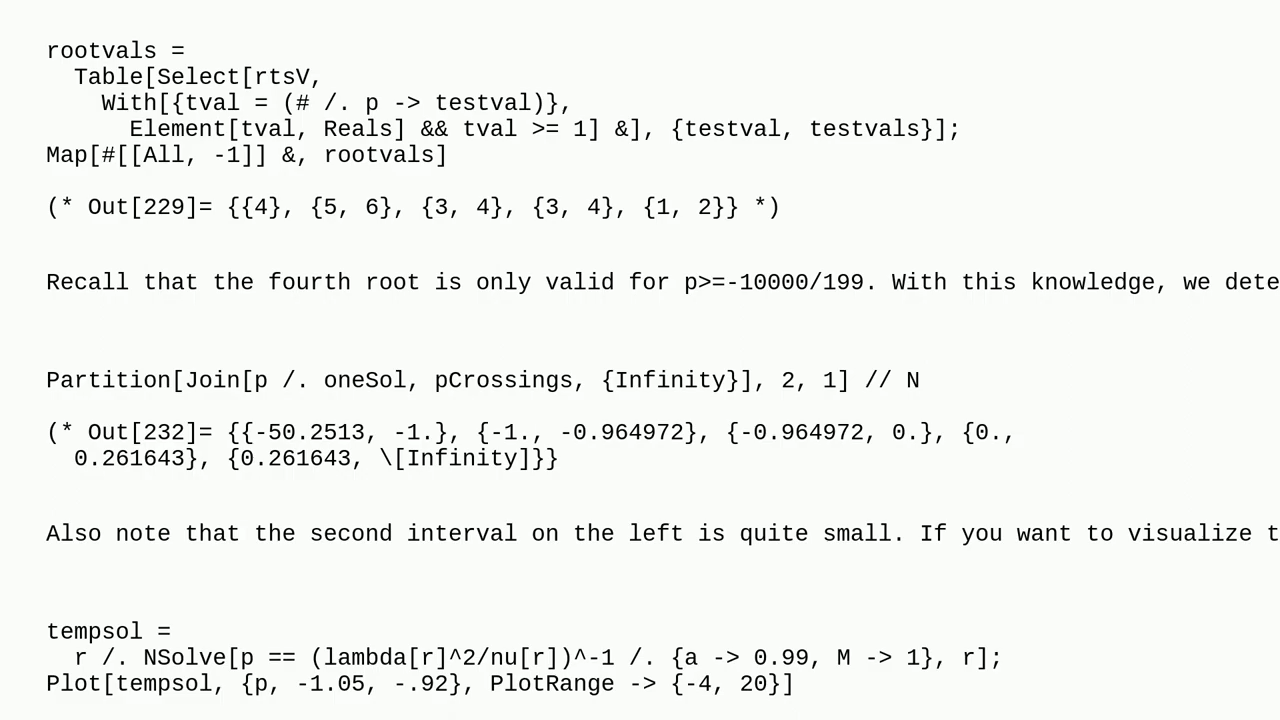 rootvals =
Table[Select[rtsV,
With[{tval = (# /. p -> testval)},
Element[tval, Reals] && tval >= 1] &], {testval, testvals}];
Map[#[[All, -1]] &, rootvals]
(* Out[229]= {{4}, {5, 6}, {3, 4}, {3, 4}, {1, 2}} *)
Recall that the fourth root is only valid for p>=-10000/199. With this knowledge, we dete
Partition[Join[p /. oneSol, pCrossings, {Infinity}], 2, 1] // N
(* Out[232]= {{-50.2513, -1.}, {-1., -0.964972}, {-0.964972, 0.}, {0.,
0.261643}, {0.261643, \[Infinity]}}
Also note that the second interval on the left is quite small. If you want to visualize t
tempsol =
r /. NSolve[p == (lambda[r]^2/nu[r])^-1 /. {a -> 0.99, M -> 1}, r];
Plot[tempsol, {p, -1.05, -.92}, PlotRange -> {-4, 20}]